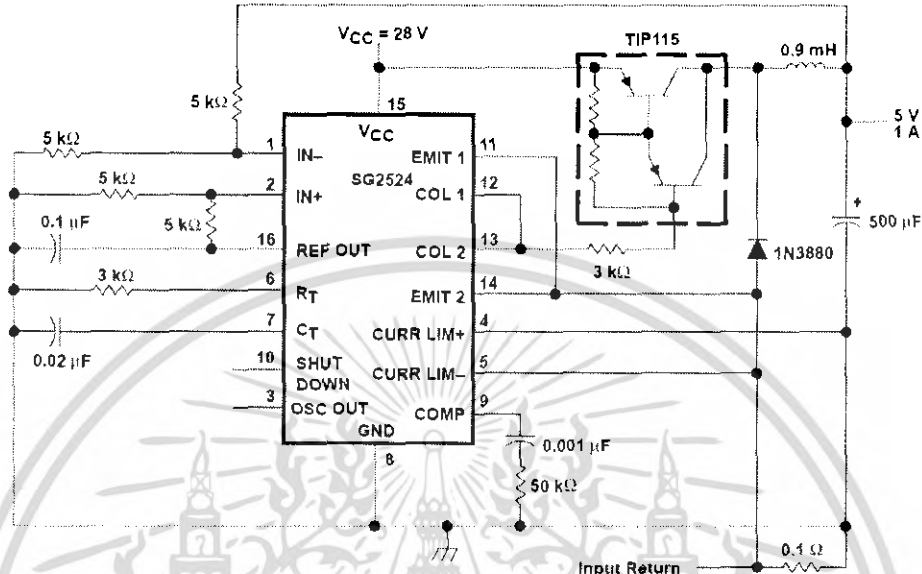 VCC = 28 V
TIP115
0.9 mH
5 kΩ
15
VCC
5 V
1 A
5 kΩ
1
IN–
EMIT 1
11
SG2524
5 kΩ
2
IN+
COL 1
12
0.1 µF
5 kΩ
16
REF OUT
COL 2
13
3 kΩ
+
500 µF
1N3880
3 kΩ
6
RT
EMIT 2
14
7
CT
CURR LIM+
4
0.02 µF
10
SHUT
DOWN
CURR LIM–
5
3
OSC OUT
COMP
9
GND
8
0.001 µF
50 kΩ
0.1 Ω
Input Return